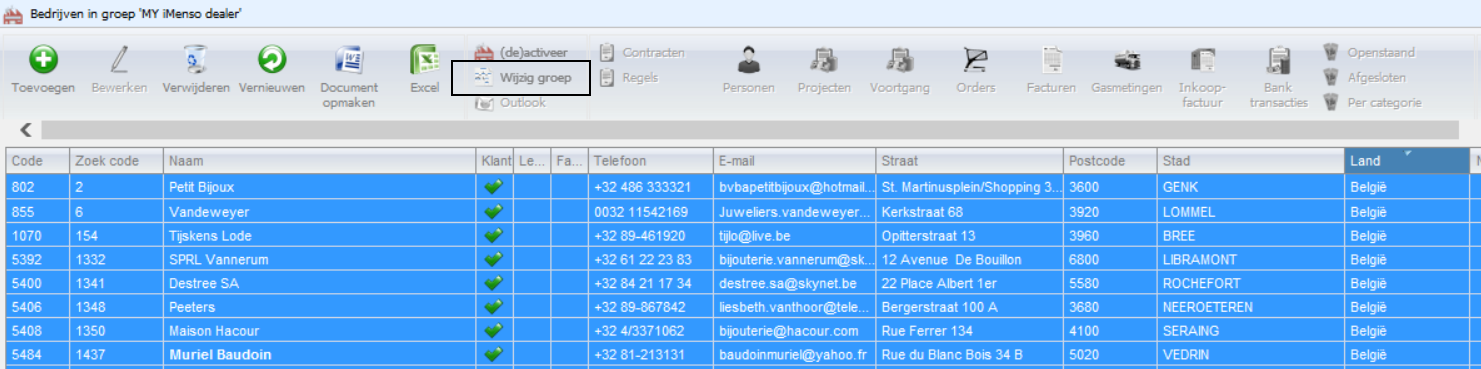 Bedrijven in groep 'MY iMenso dealer'
Toevoegen Bewerken Verwijderen Vernieuwen Document opmaken Excel
(de)activeer
Wijzig groep
Outlook
Contracten
Regels
Personen Projecten Voortgang Orders Facturen Gasmetingen Inkoop-factuur Bank transacties
Openstaand
Afgesloten
Per categorie
Code Zoek code Naam Klant Le... Fa... Telefoon E-mail Straat Postcode Stad Land
802 2 Petit Bijoux +32 486 333321 bvbapetitbijoux@hotmail... St. Martinusplein/Shopping 3... 3600 GENK België
855 6 Vandeweyer 0032 11542169 Juweliers.vandeweyer... Kerkstraat 68 3920 LOMMEL België
1070 154 Tijskens Lode +32 89-461920 tijlo@live.be Opitterstraat 13 3960 BREE België
5392 1332 SPRL Vannerum +32 61 22 23 83 bijouterie.vannerum@sk... 12 Avenue De Bouillon 6800 LIBRAMONT België
5400 1341 Destree SA +32 84 21 17 34 destree.sa@skynet.be 22 Place Albert 1er 5580 ROCHEFORT België
5406 1348 Peeters +32 89-867842 liesbeth.vanthoor@tele... Bergerstraat 100 A 3680 NEEROETEREN België
5408 1350 Maison Hacour +32 4/3371062 bijouterie@hacour.com Rue Ferrer 134 4100 SERAING België
5484 1437 Muriel Baudoin +32 81-213131 baudoinmuriel@yahoo.fr Rue du Blanc Bois 34 B 5020 VEDRIN België